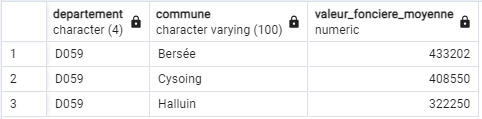 departement commune valeur_fonciere_moyenne
character (4) character varying (100) numeric
1 D059 Bersée 433202
2 D059 Cysoing 408550
3 D059 Halluin 322250